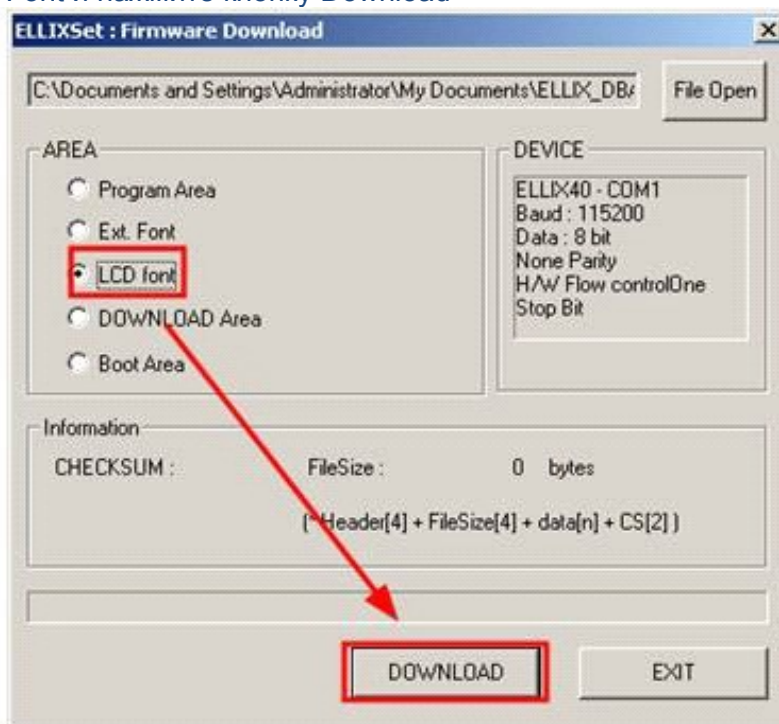 Download
ELLIXSet : Firmware Download
C:\Documents and Settings\Administrator\My Documents\ELLIX_DB
File Open
AREA
Program Area
Ext. Font
LCD font
DOWNLOAD Area
Boot Area
DEVICE
ELLIX40 - COM1
Baud : 115200
Data : 8 bit
None Parity
H/W Flow controlOne
Stop Bit
Information
CHECKSUM :
FileSize : 0 bytes
(* Header[4] + FileSize[4] + data[n] + CS[2] )
DOWNLOAD
EXIT